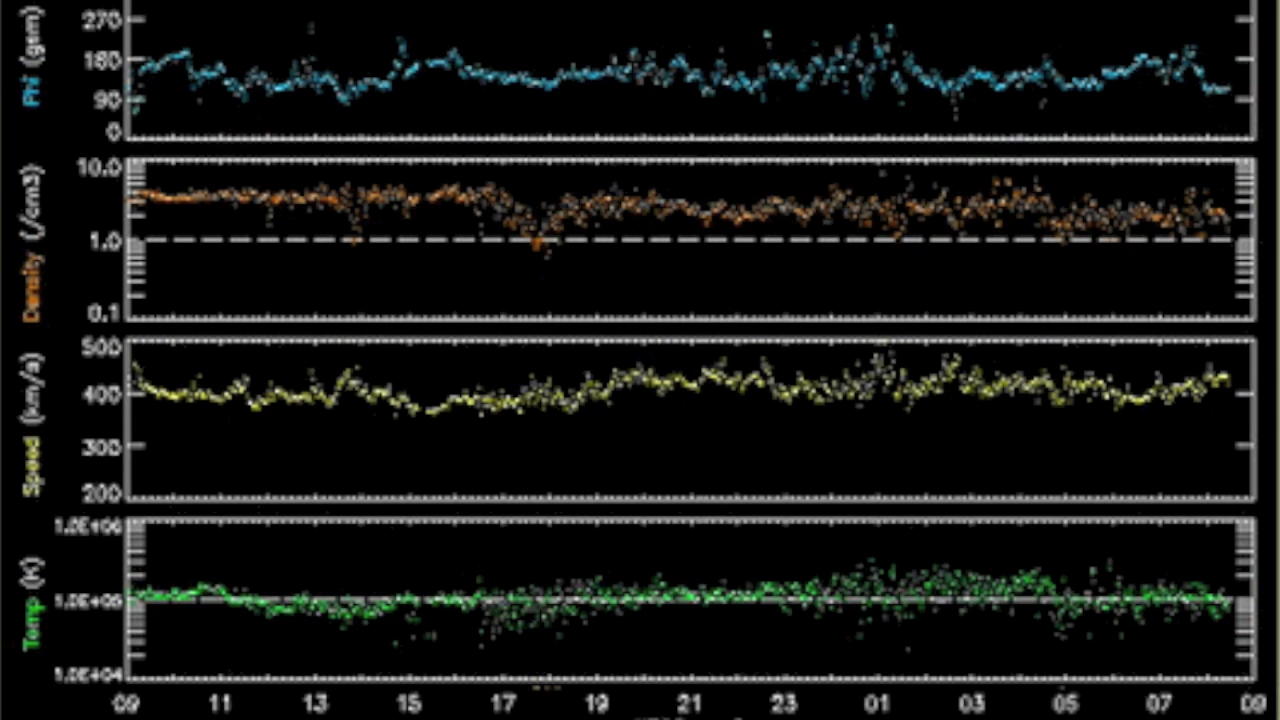 Phi (gsm)
270
180
90
0
Density (/cm3)
10.0
1.0
0.1
Speed (km/s)
500
400
300
200
Temp (K)
1.0E+06
1.0E+05
1.0E+04
09 11 13 15 17 19 21 23 01 03 05 07 09